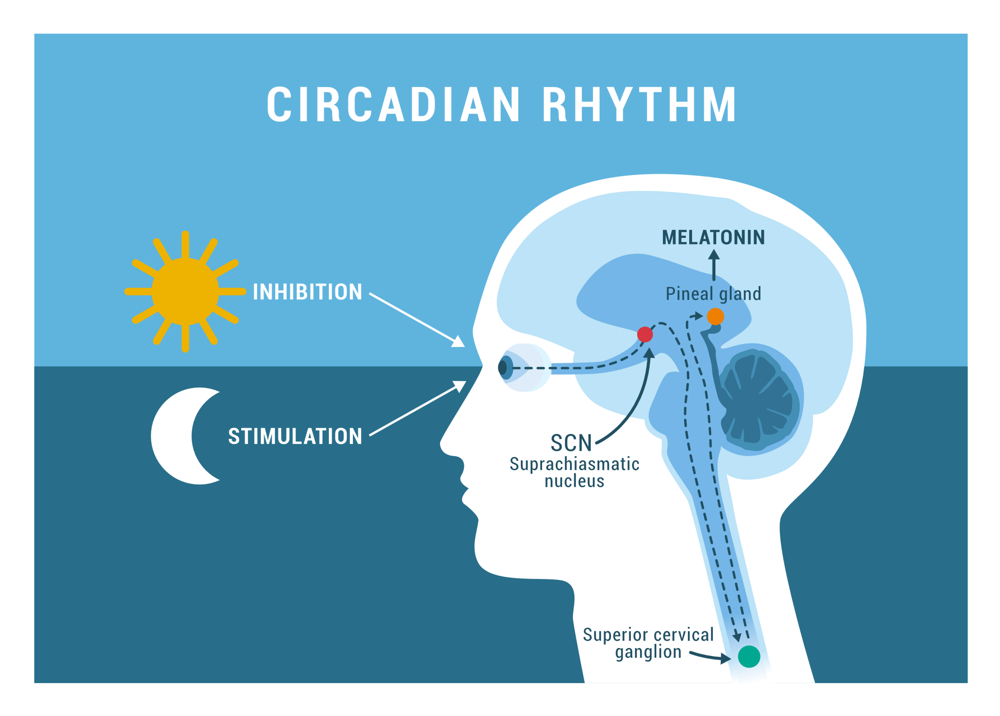 CIRCADIAN RHYTHM
MELATONIN
Pineal gland
INHIBITION
STIMULATION
SCN
Suprachiasmatic
nucleus
Superior cervical
ganglion